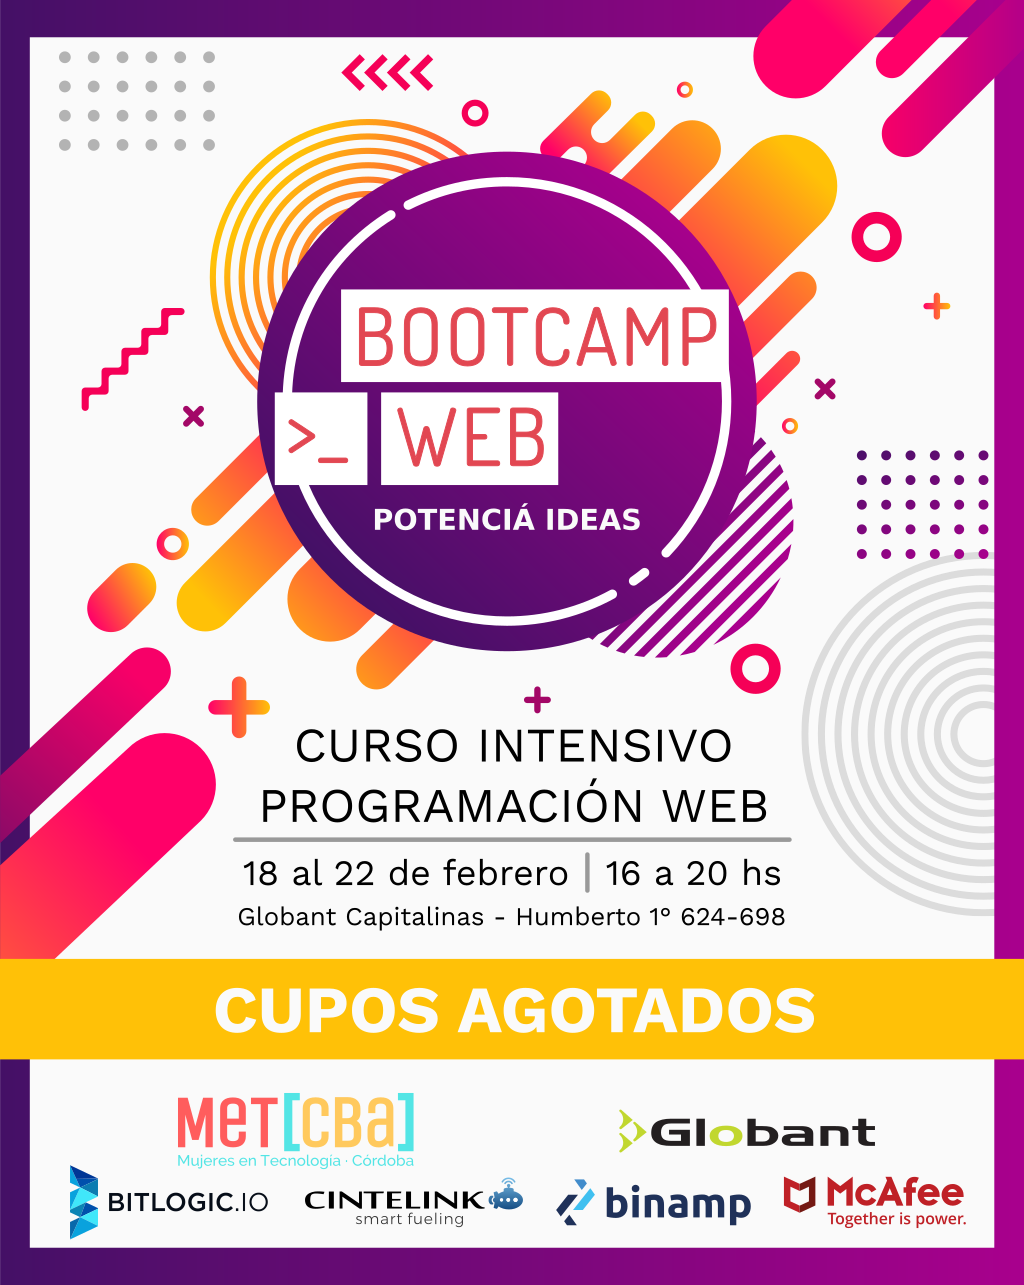 BOOTCAMP
>_ WEB
POTENCIÁ IDEAS
CURSO INTENSIVO
PROGRAMACIÓN WEB
18 al 22 de febrero | 16 a 20 hs
Globant Capitalinas - Humberto 1° 624-698
CUPOS AGOTADOS
MeT[CBa]
Mujeres en Tecnología · Córdoba
Globant
BITLOGIC.IO
CINTELINK
smart fueling
binamp
McAfee
Together is power.